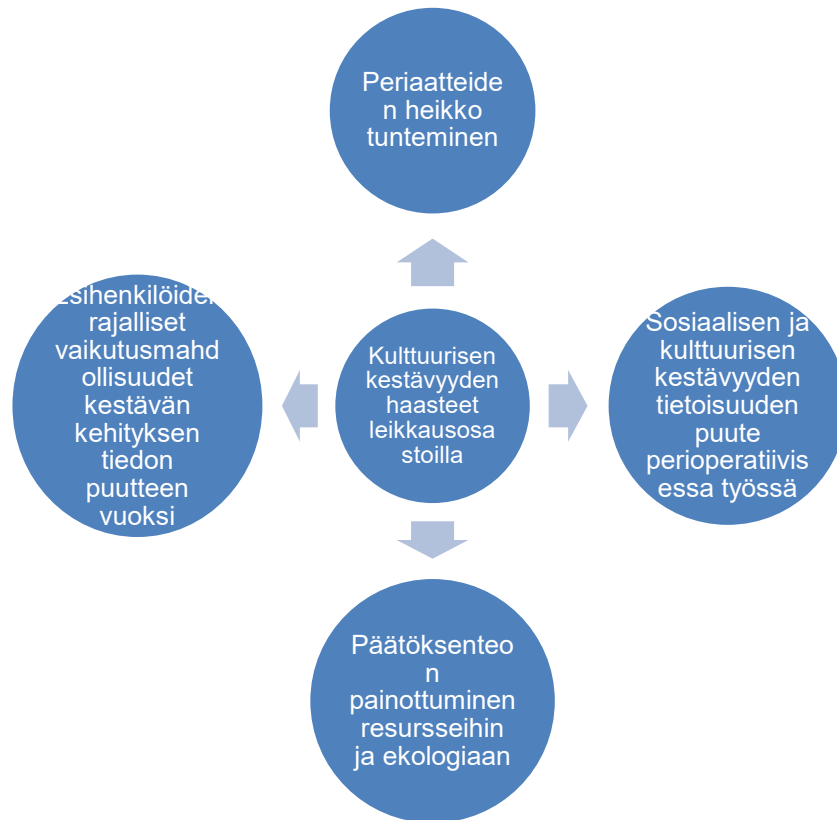 Periaatteide
n heikko
tunteminen
Esihenkilöiden
rajalliset
vaikutusmahd
ollisuudet
kestävän
kehityksen
tiedon
puutteen
vuoksi
Kulttuurisen
kestävyyden
haasteet
leikkausosa
stoilla
Sosiaalisen ja
kulttuurisen
kestävyyden
tietoisuuden
puute
perioperatiivis
essa työssä
Päätöksenteo
n
painottuminen
resursseihin
ja ekologiaan